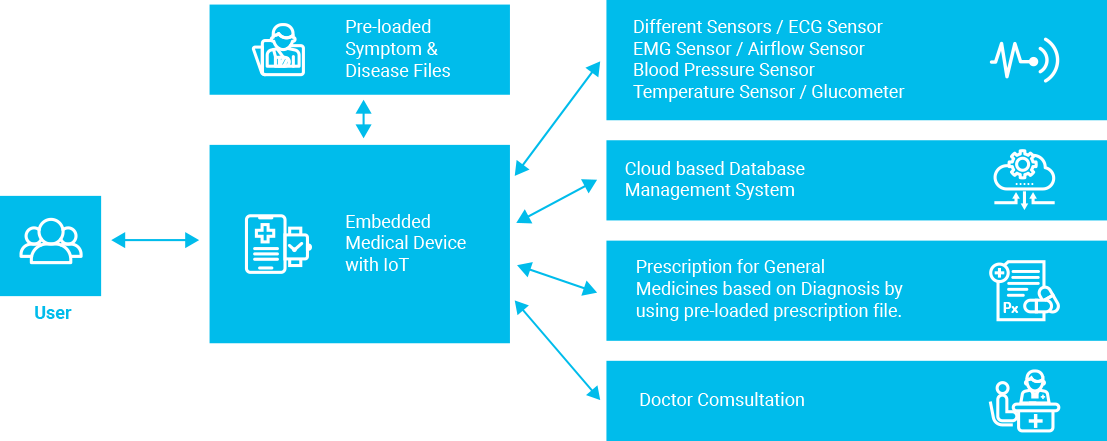 Pre-loaded
Symptom &
Disease Files
Different Sensors / ECG Sensor
EMG Sensor / Airflow Sensor
Blood Pressure Sensor
Temperature Sensor / Glucometer
Cloud based Database
Management System
User
Embedded
Medical Device
with IoT
Prescription for General
Medicines based on Diagnosis by
using pre-loaded prescription file.
Px
Doctor Comsultation